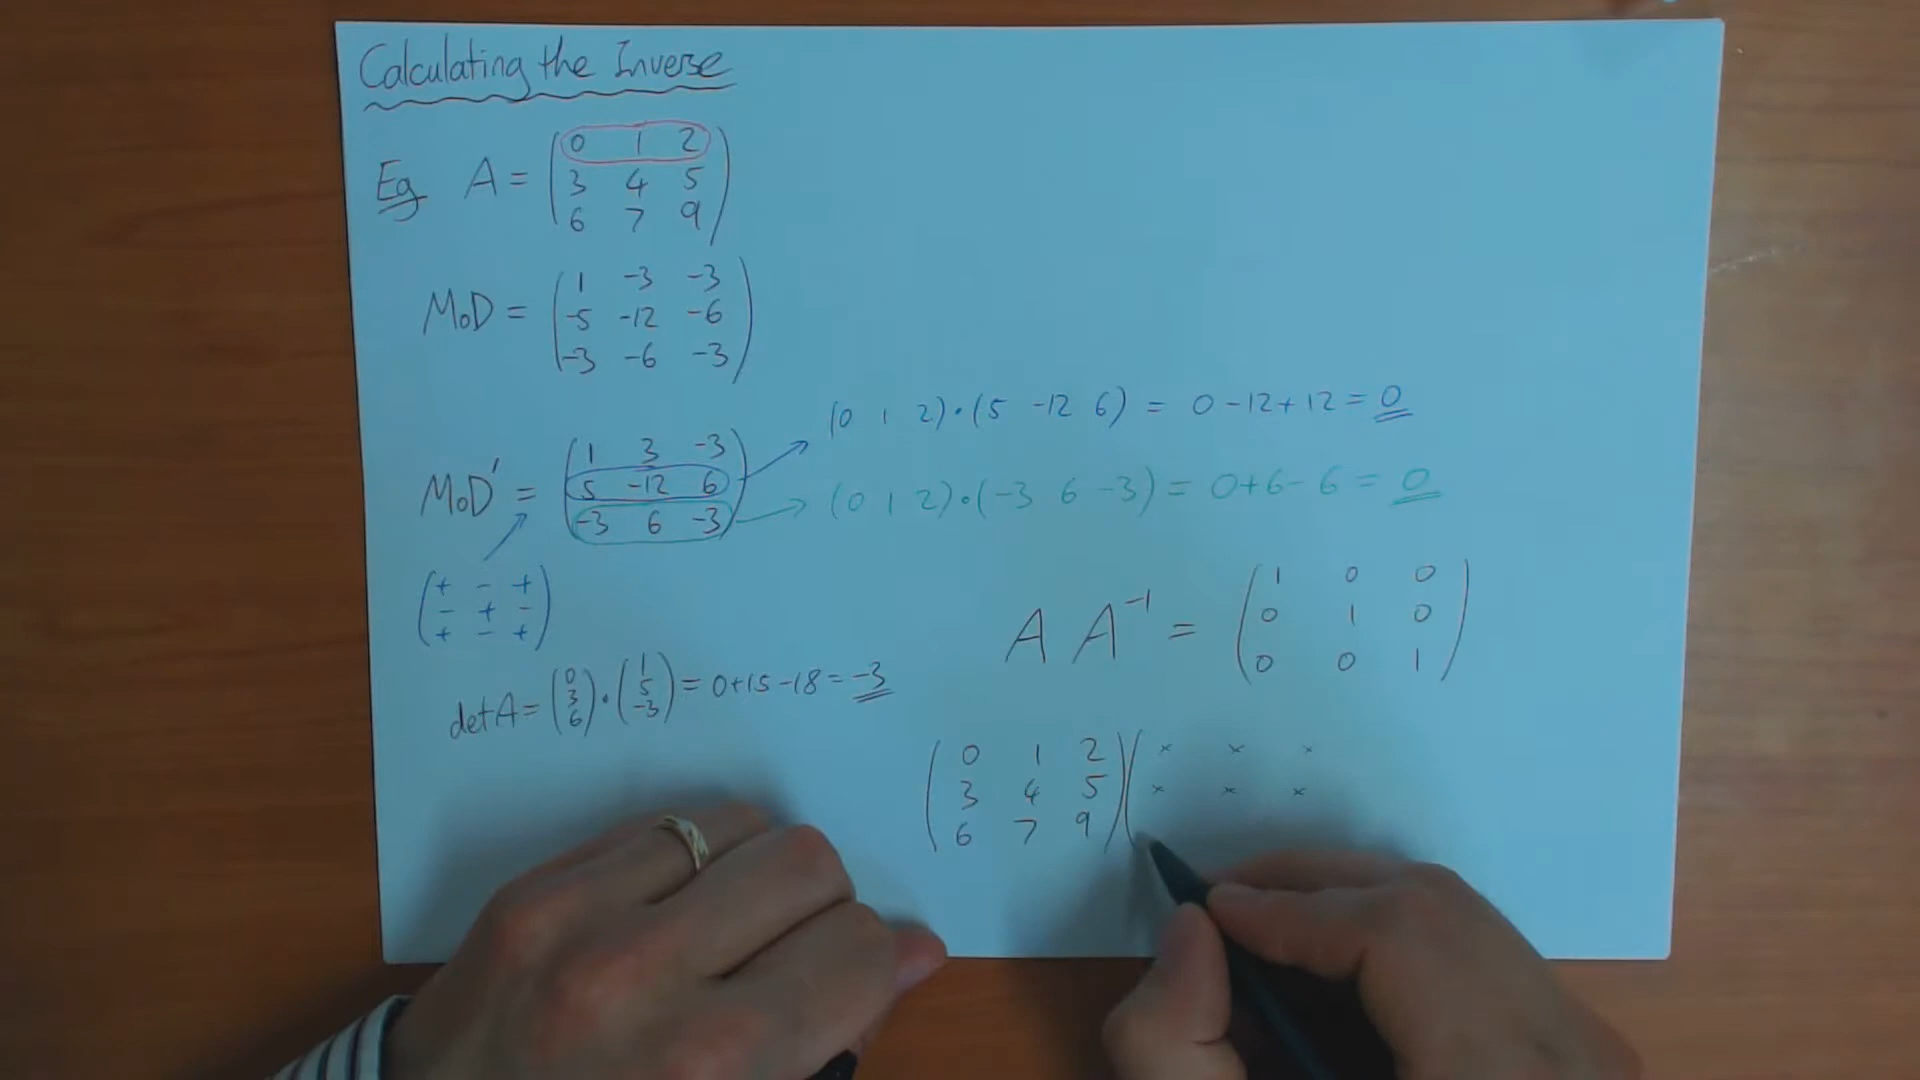 Calculating the Inverse
Eg A = (0 1 2
3 4 5
6 7 9)
MoD = (1 -3 -3
-5 -12 -6
-3 -6 -3)
MoD' = (1 3 -3
5 -12 6
-3 6 -3)
(0 1 2)•(5 -12 6) = 0-12+12 = 0
(0 1 2)•(-3 6 -3) = 0+6-6 = 0
(+ - +
- + -
+ - +)
det A = (0 3 6)•(1 5 -3) = 0+15-18 = -3
A A⁻¹ = (1 0 0
0 1 0
0 0 1)
(0 1 2
3 4 5
6 7 9)(× × ×
× × ×